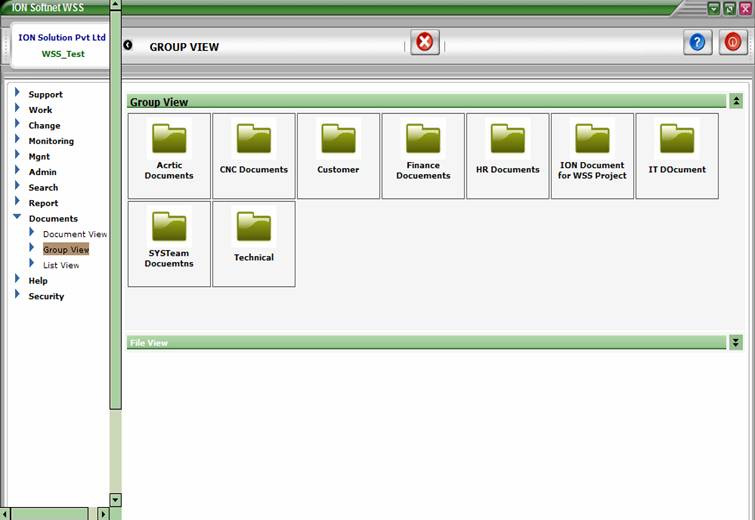 ION Softnet WSS
ION Solution Pvt Ltd
WSS_Test
GROUP VIEW
Support
Work
Change
Monitoring
Mgnt
Admin
Search
Report
Documents
Document View
Group View
List View
Help
Security
Group View
Acrtic
Documents
CNC Documents
Customer
Finance
Docuements
HR Documents
ION Document
for WSS Project
IT DOcument
SYSTeam
Docuemtns
Technical
File View